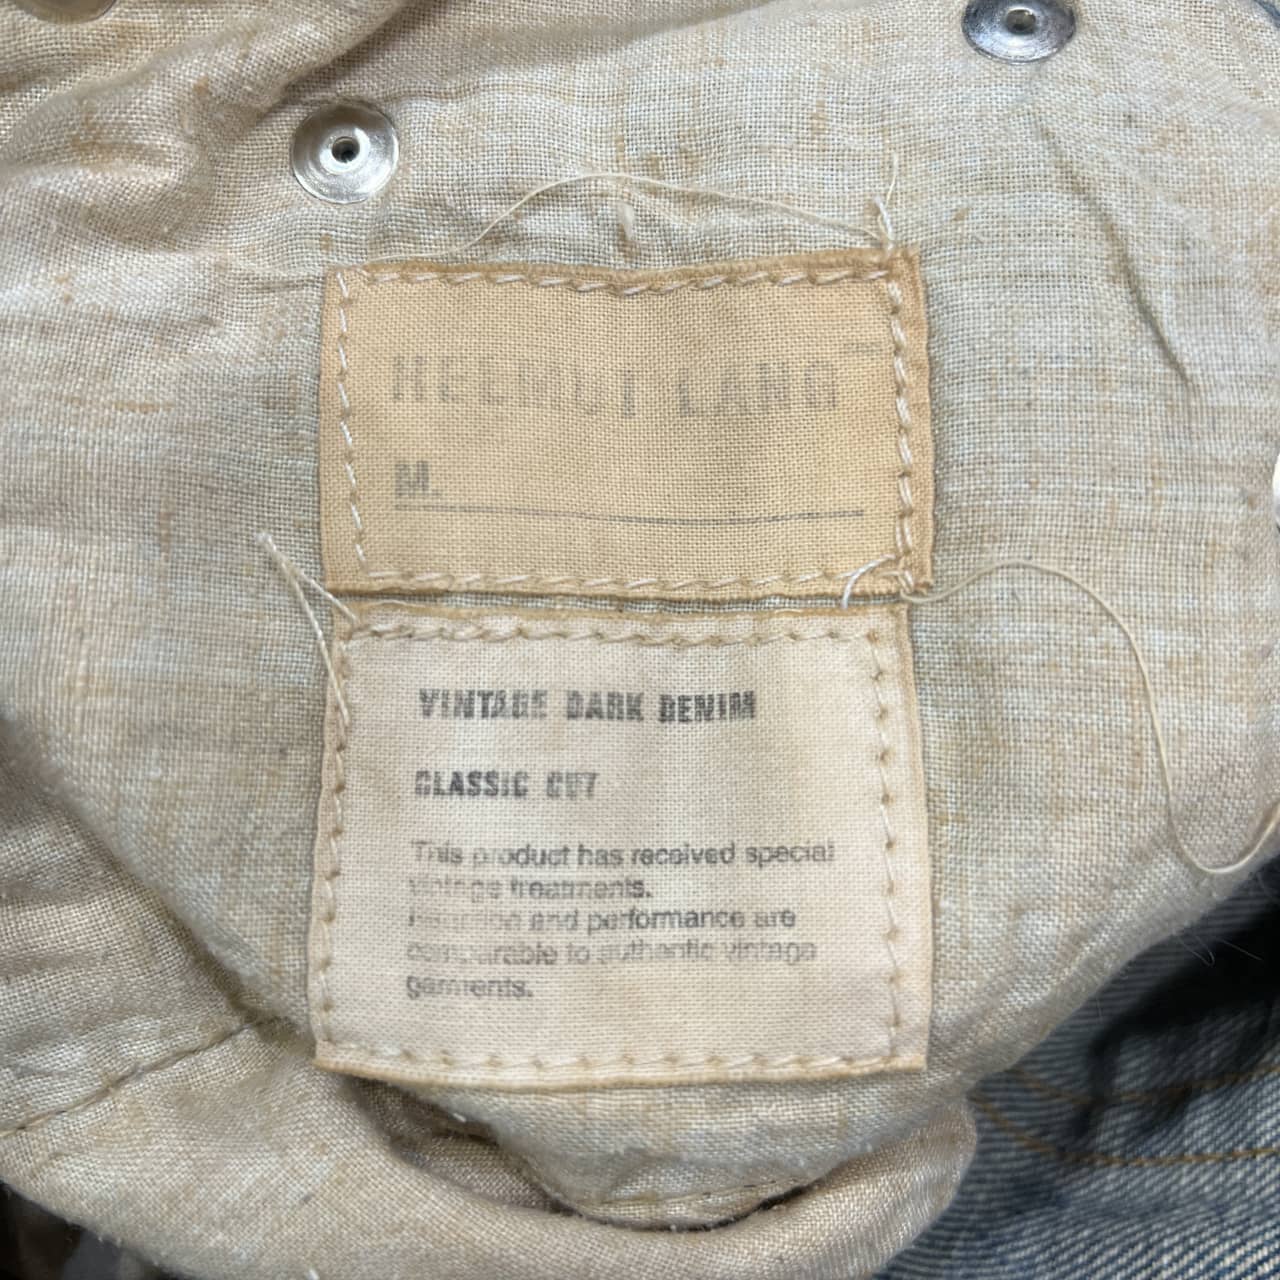 HELMUT LANG
M.
VINTAGE DARK DENIM
CLASSIC CUT
This product has received special
vintage treatments.
Function and performance are
comparable to authentic vintage
garments.